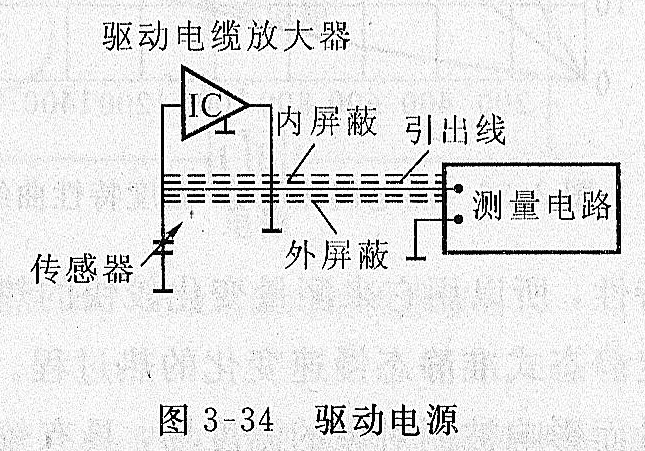 驱动电缆放大器
IC
内屏蔽
引出线
测量电路
传感器
外屏蔽
图 3-34 驱动电源